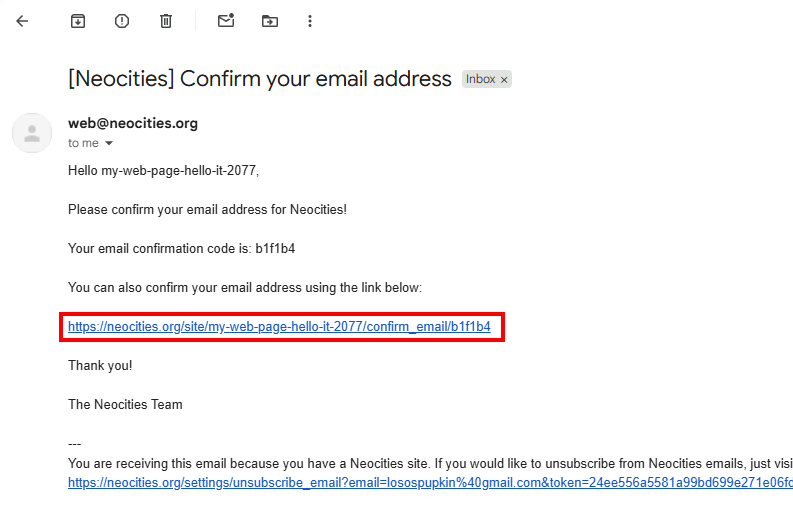 [Neocities] Confirm your email address Inbox ×
web@neocities.org
to me
Hello my-web-page-hello-it-2077,
Please confirm your email address for Neocities!
Your email confirmation code is: b1f1b4
You can also confirm your email address using the link below:
https://neocities.org/site/my-web-page-hello-it-2077/confirm_email/b1f1b4
Thank you!
The Neocities Team
---
You are receiving this email because you have a Neocities site. If you would like to unsubscribe from Neocities emails, just visi
https://neocities.org/settings/unsubscribe_email?email=losospupkin%40gmail.com&token=24ee556a5581a99bd699e271e06fc